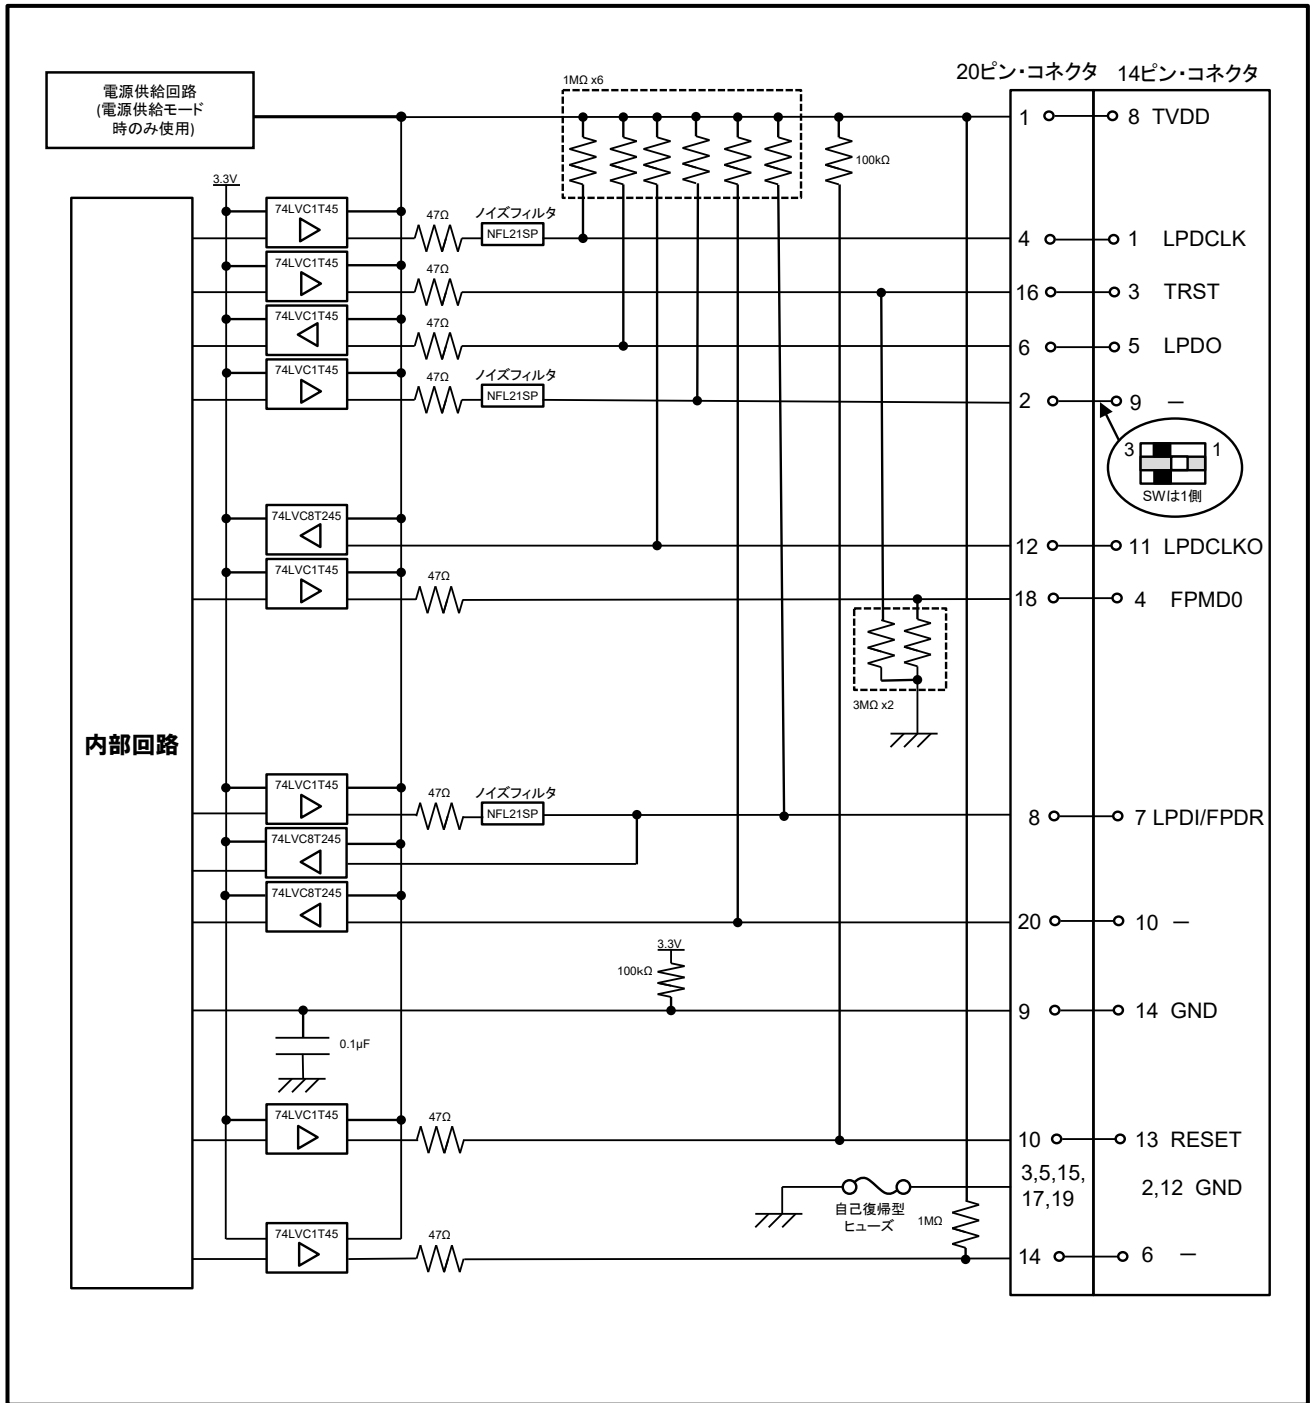 20ピン・コネクタ 14ピン・コネクタ
電源供給回路
(電源供給モード
時のみ使用)
1MΩ x6
1 8 TVDD
100kΩ
3.3V
74LVC1T45
47Ω
ノイズフィルタ
NFL21SP
4 1 LPDCLK
74LVC1T45
47Ω
16 3 TRST
74LVC1T45
47Ω
6 5 LPDO
74LVC1T45
47Ω
ノイズフィルタ
NFL21SP
2 9 —
3 1
SWは1側
74LVC8T245
12 11 LPDCLKO
74LVC1T45
47Ω
18 4 FPMD0
3MΩ x2
内部回路
74LVC1T45
47Ω
ノイズフィルタ
NFL21SP
8 7 LPDI/FPDR
74LVC8T245
74LVC8T245
20 10 —
3.3V
100kΩ
9 14 GND
0.1µF
74LVC1T45
47Ω
10 13 RESET
3,5,15,
17,19
2,12 GND
自己復帰型
ヒューズ
1MΩ
74LVC1T45
47Ω
14 6 —